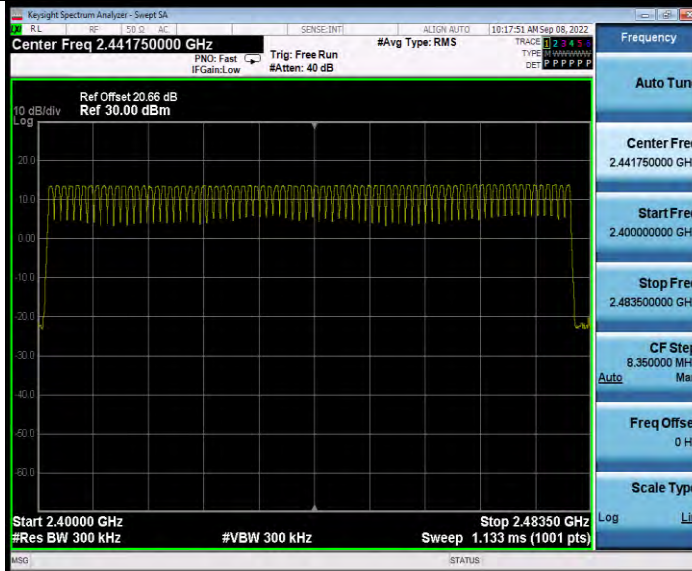 Keysight Spectrum Analyzer - Swept SA
RL RF 50 Ω AC SENSE:INT ALIGN AUTO 10:17:51 AM Sep 08, 2022
Center Freq 2.441750000 GHz #Avg Type: RMS TRACE 1 2 3 4 5 6
PNO: Fast Trig: Free Run TYPE
IFGain:Low #Atten: 40 dB DET P P P P P P
Ref Offset 20.66 dB
10 dB/div Ref 30.00 dBm
Log
20.0
10.0
0.00
-10.0
-20.0
-30.0
-40.0
-50.0
-60.0
Start 2.40000 GHz Stop 2.48350 GHz
#Res BW 300 kHz #VBW 300 kHz Sweep 1.133 ms (1001 pts)
MSG STATUS
Frequency
Auto Tun
Center Fre
2.441750000 GH
Start Fre
2.400000000 GH
Stop Fre
2.483500000 GH
CF Step
8.350000 MH
Auto Ma
Freq Offse
0 H
Scale Type
Log Li